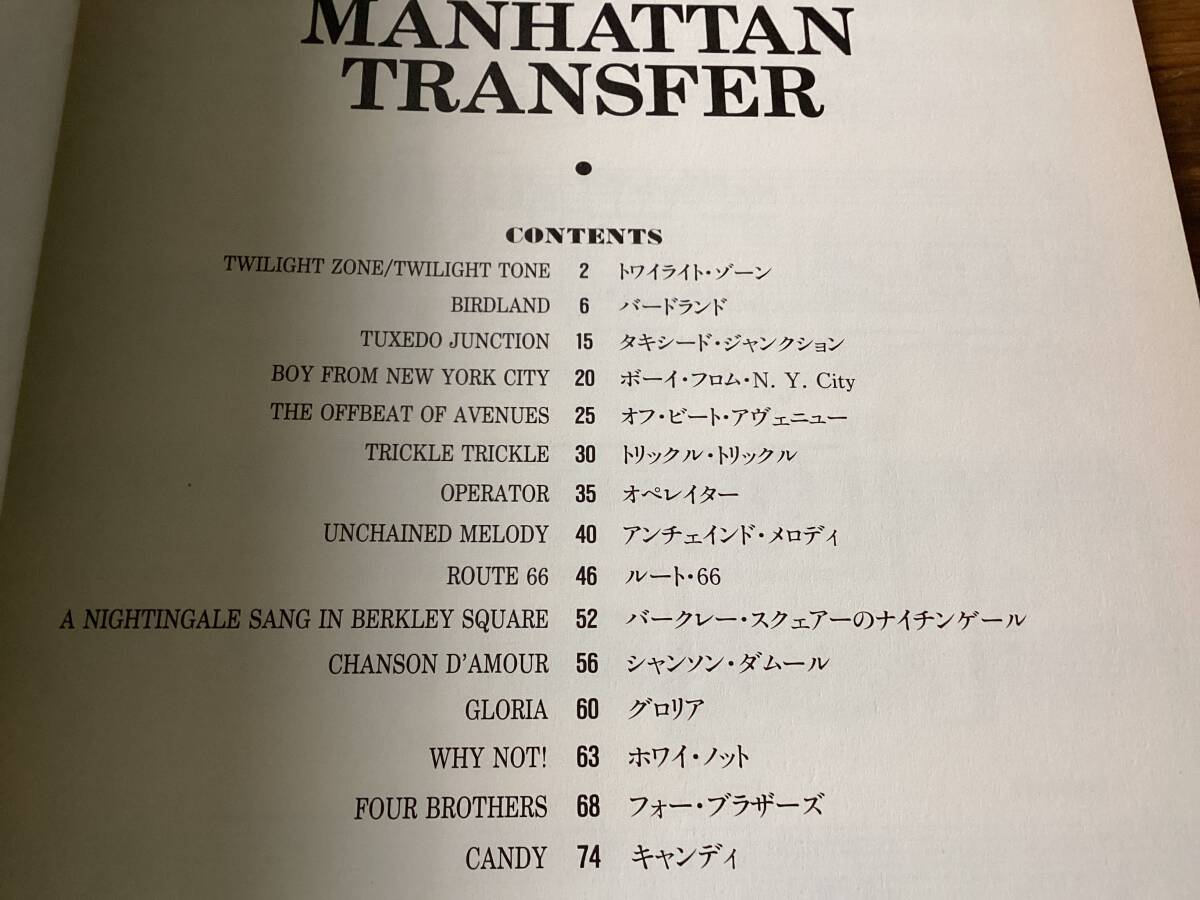 MANHATTAN
TRANSFER
●
CONTENTS
TWILIGHT ZONE/TWILIGHT TONE 2 トワイライト・ゾーン
BIRDLAND 6 バードランド
TUXEDO JUNCTION 15 タキシード・ジャンクション
BOY FROM NEW YORK CITY 20 ボーイ・フロム・N. Y. City
THE OFFBEAT OF AVENUES 25 オフ・ビート・アヴェニュー
TRICKLE TRICKLE 30 トリックル・トリックル
OPERATOR 35 オペレイター
UNCHAINED MELODY 40 アンチェインド・メロディ
ROUTE 66 46 ルート・66
A NIGHTINGALE SANG IN BERKLEY SQUARE 52 バークレー・スクェアーのナイチンゲール
CHANSON D'AMOUR 56 シャンソン・ダムール
GLORIA 60 グロリア
WHY NOT! 63 ホワイ・ノット
FOUR BROTHERS 68 フォー・ブラザーズ
CANDY 74 キャンディ